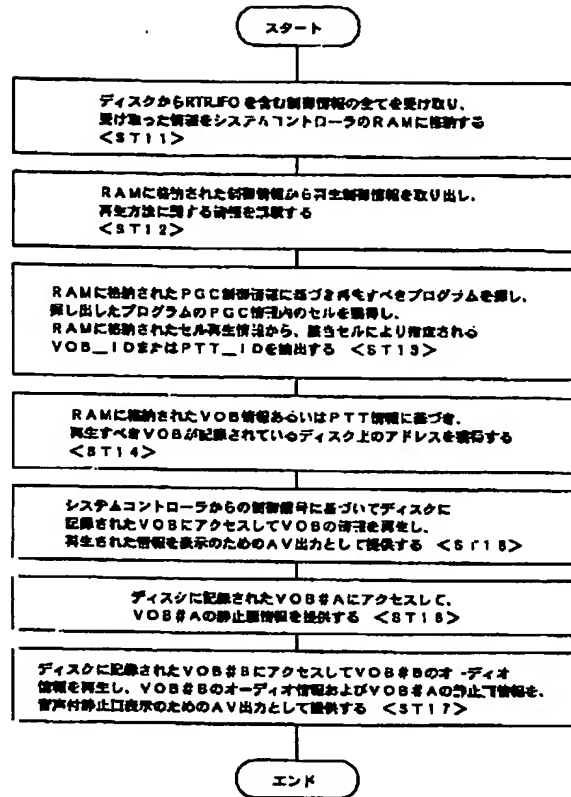 スタート
ディスクからRTR.IFOを含む制御情報の全てを受け取り、
受け取った情報をシステムコントローラのRAMに格納する
<ST11>
RAMに格納された制御情報から再生制御情報を取り出し、
再生方法に関する情報を
<ST12>
RAMに格納されたPGC制御情報に基づき再生すべきプログラムを探し、
探し出したプログラムのPGC情報内のセルを獲得し、
RAMに格納されたセル再生情報から、該当セルにより指定される
VOB_IDまたはPTT_IDを抽出する <ST13>
RAMに格納されたVOB情報あるいはPTT情報に基づき、
再生すべきVOBが記録されているディスク上のアドレスを獲得する
<ST14>
システムコントローラからの制御信号に基づいてディスクに
記録されたVOBにアクセスしてVOBの情報を再生し、
再生された情報を表示のためのAV出力として提供する <ST15>
ディスクに記録されたVOB#Aにアクセスして、
VOB#Aの静止画情報を提供する <ST16>
ディスクに記録されたVOB#BにアクセスしてVOB#Bのオーディオ
情報を再生し、VOB#Bのオーディオ情報およびVOB#Aの静止画情報を、
音声付静止画表示のためのAV出力として提供する <ST17>
エンド